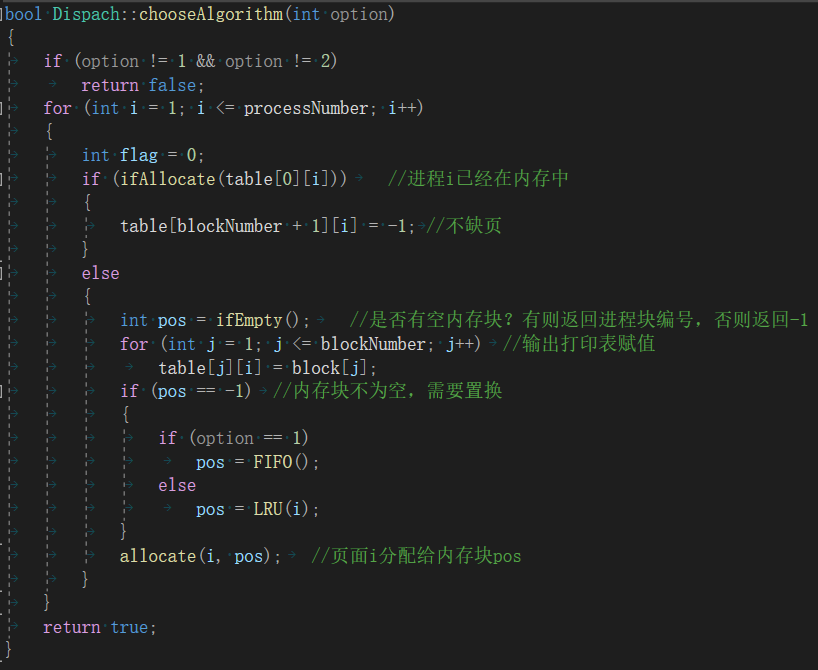 bool Dispach::chooseAlgorithm(int option)
{
if (option != 1 && option != 2)
return false;
for (int i = 1; i <= processNumber; i++)
{
int flag = 0;
if (ifAllocate(table[0][i])) //进程i已经在内存中
{
table[blockNumber + 1][i] = -1; //不缺页
}
else
{
int pos = ifEmpty(); //是否有空内存块？有则返回进程块编号，否则返回-1
for (int j = 1; j <= blockNumber; j++) //输出打印表赋值
table[j][i] = block[j];
if (pos == -1) //内存块不为空，需要置换
{
if (option == 1)
pos = FIFO();
else
pos = LRU(i);
}
allocate(i, pos); //页面i分配给内存块pos
}
}
return true;
}